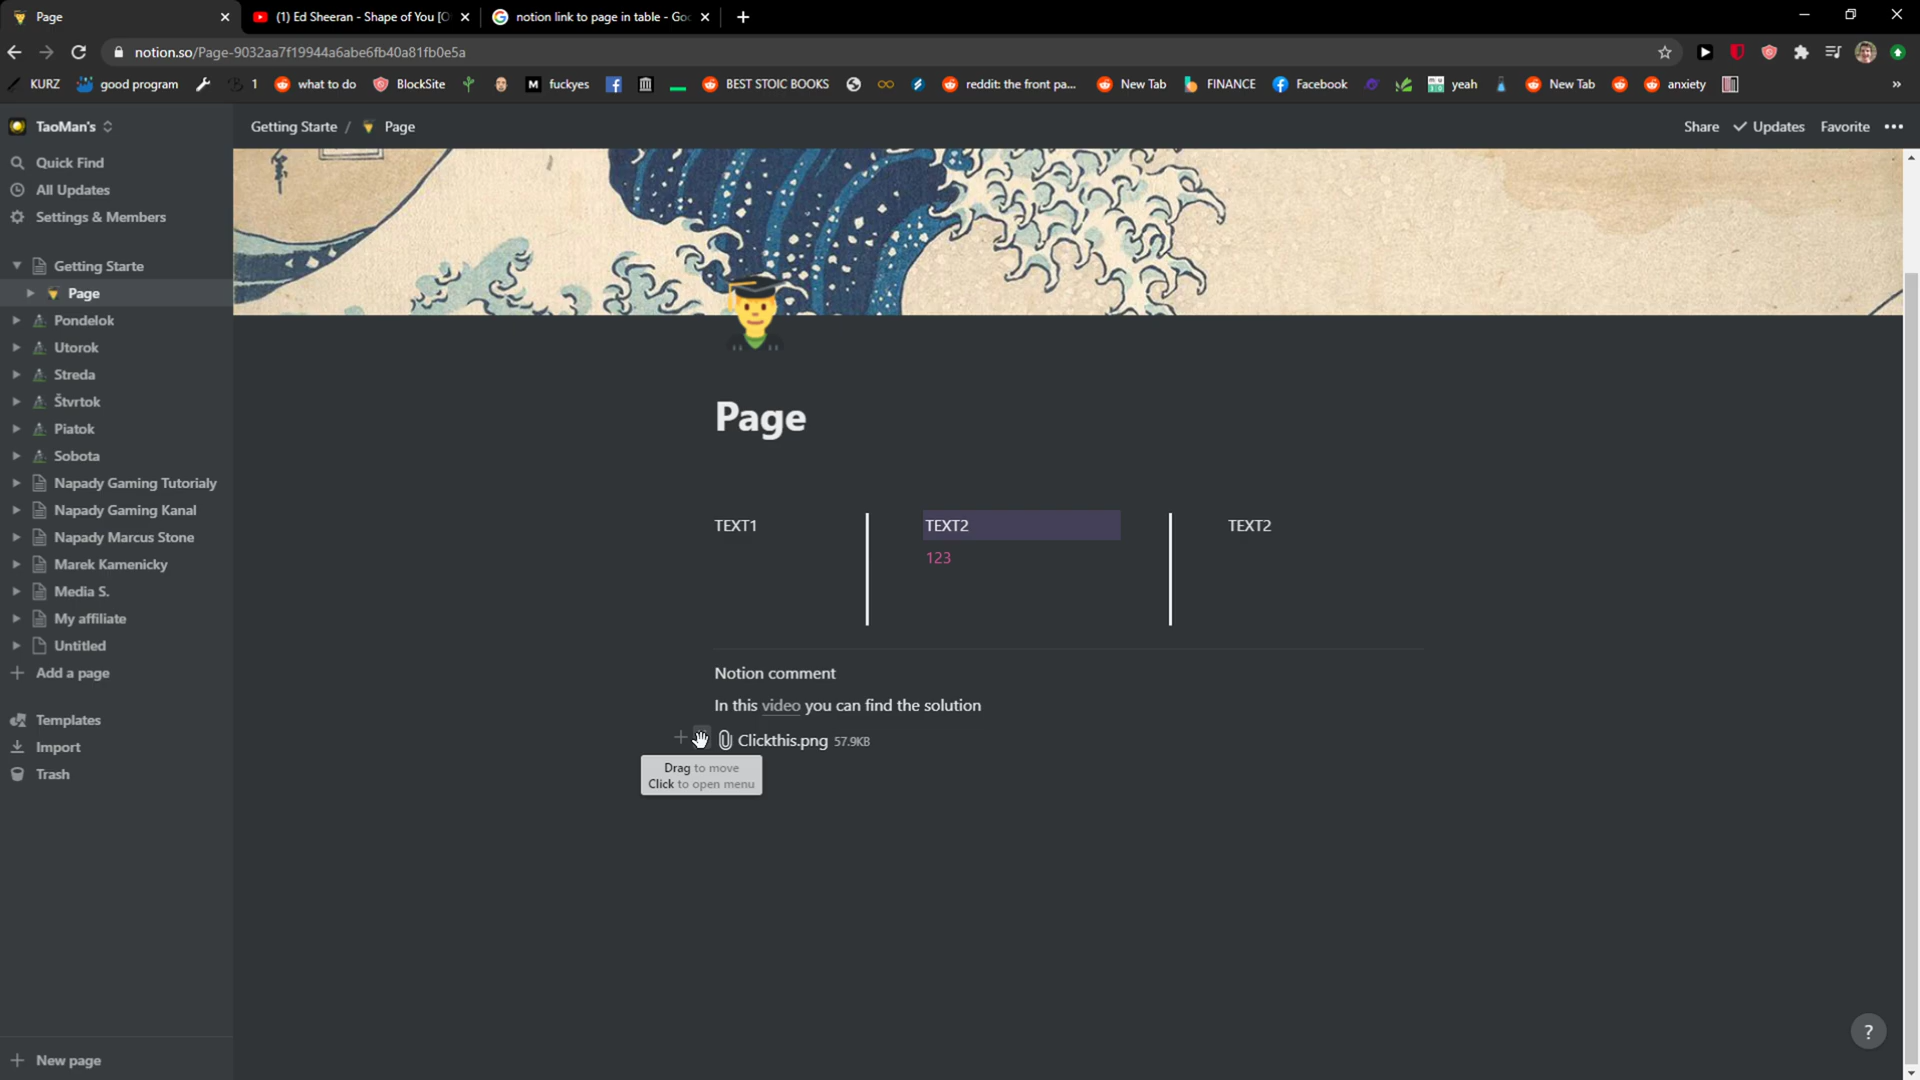 Page
(1) Ed Sheeran - Shape of You [O
notion link to page in table - Goo
notion.so/Page-9032aa7f19944a6abe6fb40a81fb0e5a
KURZ
good program
1
what to do
BlockSite
fuckyes
BEST STOIC BOOKS
reddit: the front pa...
New Tab
FINANCE
Facebook
yeah
New Tab
anxiety
»
TaoMan's
Getting Starte / Page
Share
Updates
Favorite
Quick Find
All Updates
Settings & Members
Getting Starte
Page
Pondelok
Utorok
Streda
Štvrtok
Piatok
Sobota
Napady Gaming Tutorialy
Napady Gaming Kanal
Napady Marcus Stone
Marek Kamenicky
Media S.
My affiliate
Untitled
Add a page
Templates
Import
Trash
New page
Page
TEXT1
TEXT2
123
TEXT2
Notion comment
In this video you can find the solution
Clickthis.png 57.9KB
Drag to move
Click to open menu
?